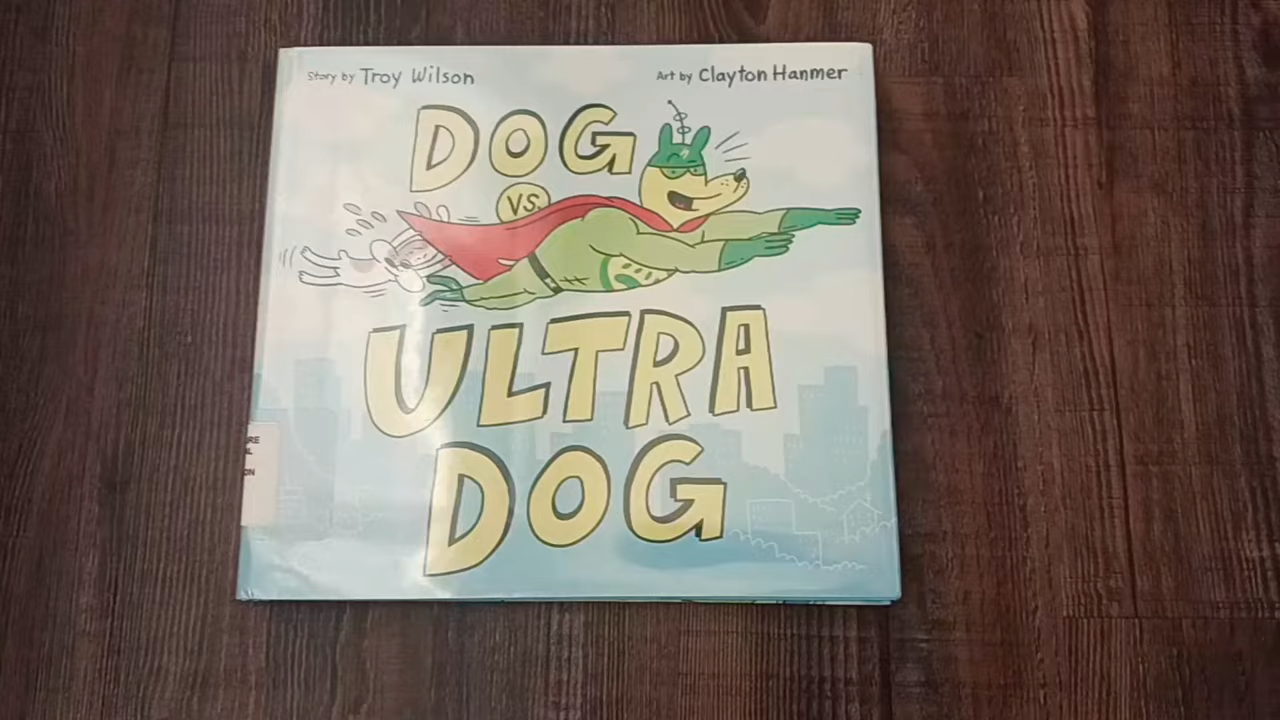 Story by Troy Wilson
Art by Clayton Hanmer
DOG
VS.
ULTRA
DOG